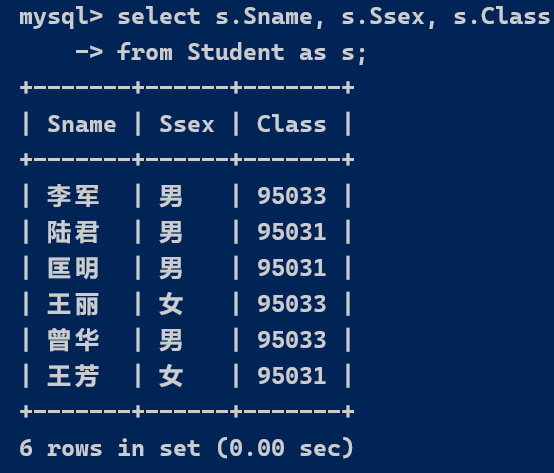 mysql> select s.Sname, s.Ssex, s.Class
    -> from Student as s;
+-------+------+-------+
| Sname | Ssex | Class |
+-------+------+-------+
| 李军  | 男   | 95033 |
| 陆君  | 男   | 95031 |
| 匡明  | 男   | 95031 |
| 王丽  | 女   | 95033 |
| 曾华  | 男   | 95033 |
| 王芳  | 女   | 95031 |
+-------+------+-------+
6 rows in set (0.00 sec)